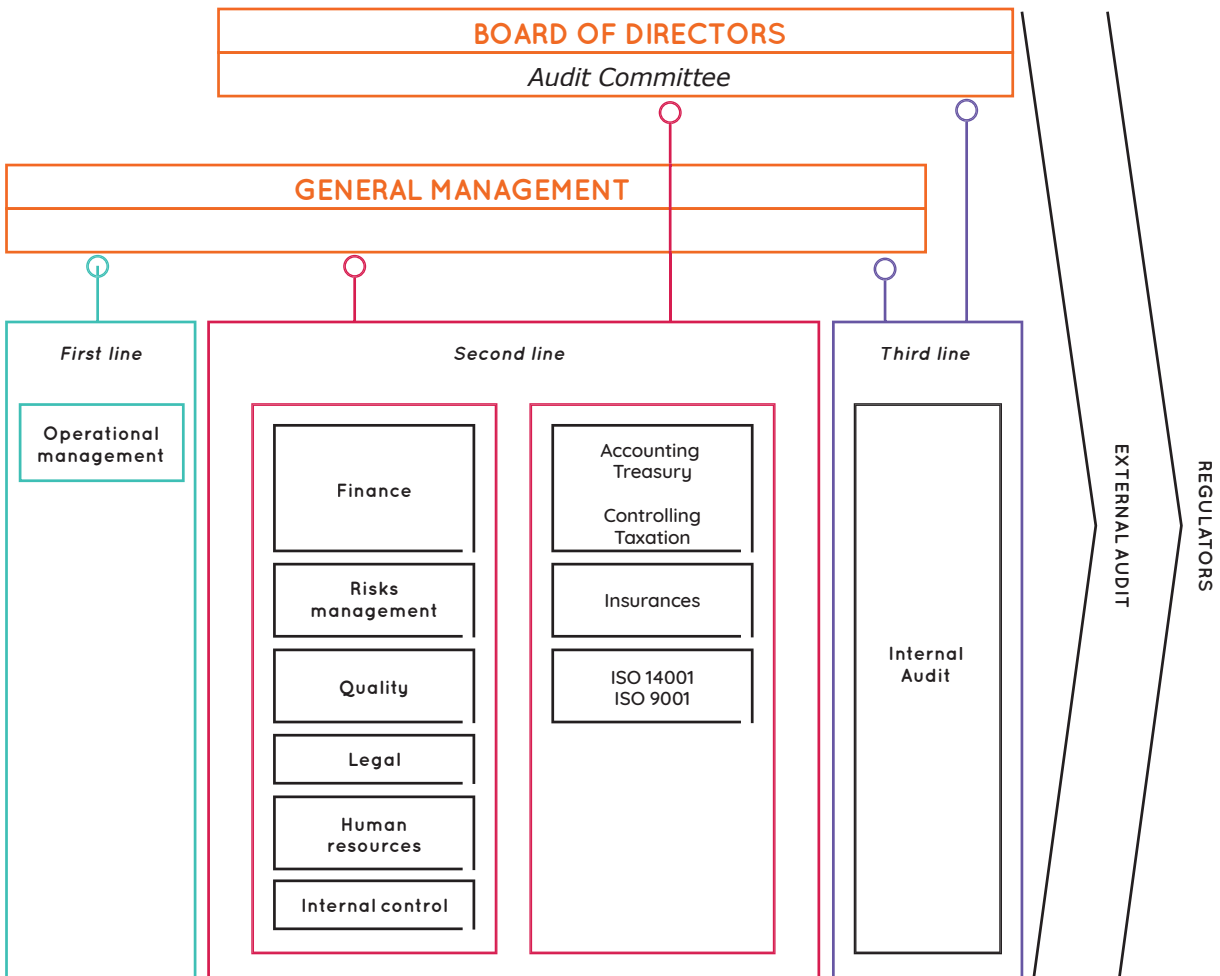 BOARD OF DIRECTORS
Audit Committee
GENERAL MANAGEMENT
First line
Second line
Third line
Operational
management
Finance
Risks
management
Quality
Legal
Human
resources
Internal control
Accounting
Treasury
Controlling
Taxation
Insurances
ISO 14001
ISO 9001
Internal
Audit
EXTERNAL AUDIT
REGULATORS